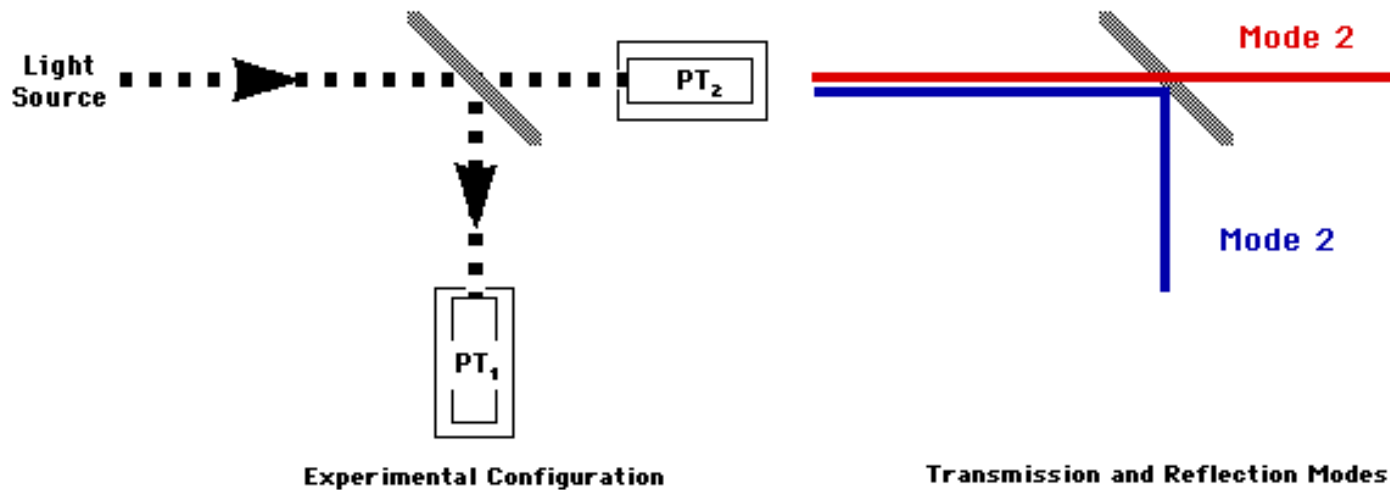 Light
Source
PT₂
PT₁
Experimental Configuration
Mode 2
Mode 2
Transmission and Reflection Modes